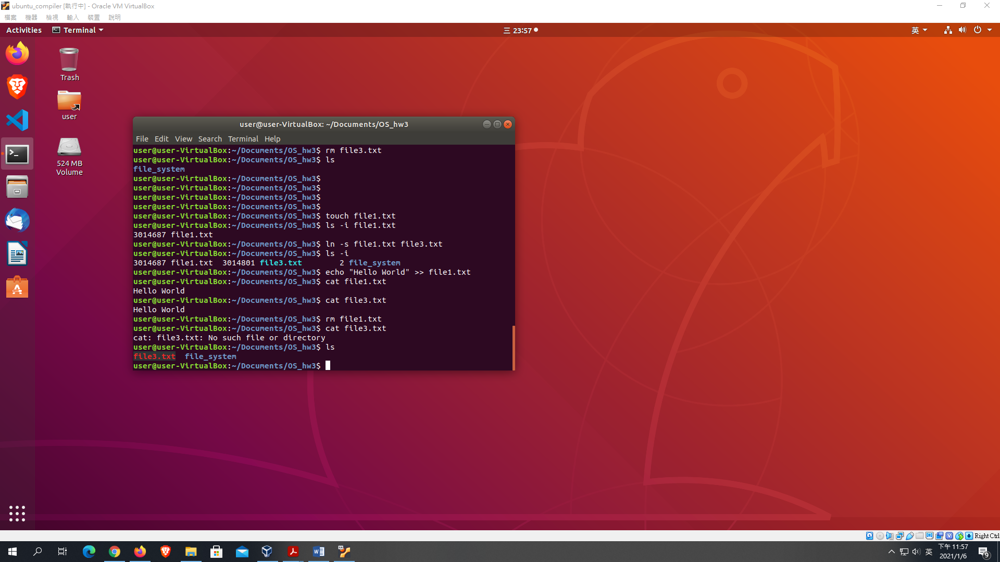 ubuntu_compiler [執行中] - Oracle VM VirtualBox
檔案 機器 檢視 輸入 裝置 說明
Activities Terminal 三 23:57 英
Trash
user
524 MB
Volume
user@user-VirtualBox: ~/Documents/OS_hw3
File Edit View Search Terminal Help
user@user-VirtualBox:~/Documents/OS_hw3$ rm file3.txt
user@user-VirtualBox:~/Documents/OS_hw3$ ls
file_system
user@user-VirtualBox:~/Documents/OS_hw3$
user@user-VirtualBox:~/Documents/OS_hw3$
user@user-VirtualBox:~/Documents/OS_hw3$
user@user-VirtualBox:~/Documents/OS_hw3$
user@user-VirtualBox:~/Documents/OS_hw3$ touch file1.txt
user@user-VirtualBox:~/Documents/OS_hw3$ ls -i file1.txt
3014687 file1.txt
user@user-VirtualBox:~/Documents/OS_hw3$ ln -s file1.txt file3.txt
user@user-VirtualBox:~/Documents/OS_hw3$ ls -i
3014687 file1.txt  3014801 file3.txt        2 file_system
user@user-VirtualBox:~/Documents/OS_hw3$ echo "Hello World" >> file1.txt
user@user-VirtualBox:~/Documents/OS_hw3$ cat file1.txt
Hello World
user@user-VirtualBox:~/Documents/OS_hw3$ cat file3.txt
Hello World
user@user-VirtualBox:~/Documents/OS_hw3$ rm file1.txt
user@user-VirtualBox:~/Documents/OS_hw3$ cat file3.txt
cat: file3.txt: No such file or directory
user@user-VirtualBox:~/Documents/OS_hw3$ ls
file3.txt  file_system
user@user-VirtualBox:~/Documents/OS_hw3$
Right Ctrl
英 下午 11:57
2021/1/6
9